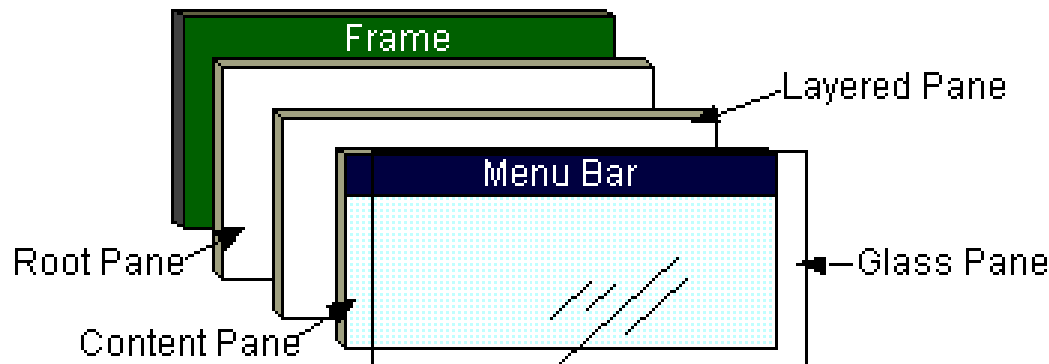 Frame
Layered Pane
Menu Bar
Root Pane
Glass Pane
Content Pane